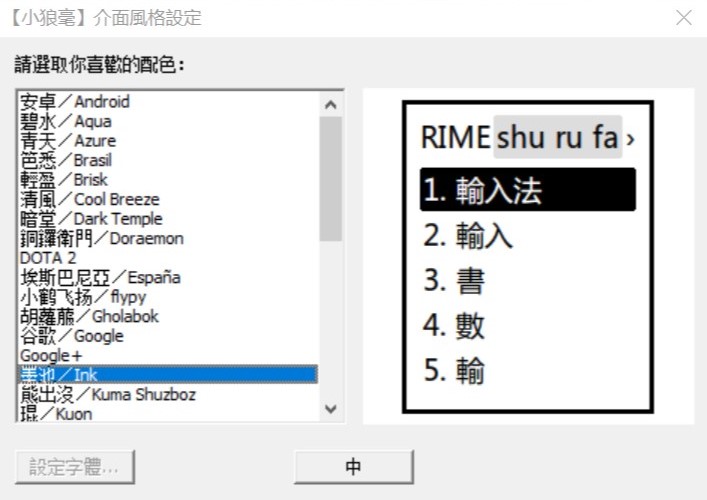 【小狼毫】介面風格設定
請選取你喜歡的配色:
安卓／Android
碧水／Aqua
青天／Azure
笆悉／Brasil
輕盈／Brisk
清風／Cool Breeze
暗堂／Dark Temple
銅鑼衛門／Doraemon
DOTA 2
埃斯巴尼亞／España
小鹤飞扬／flypy
胡蘿蔔／Gholabok
谷歌／Google
Google+
墨池／Ink
熊出沒／Kuma Shuzboz
琨／Kuon
RIME shu ru fa ›
1. 輸入法
2. 輸入
3. 書
4. 數
5. 輸
設定字體...
中